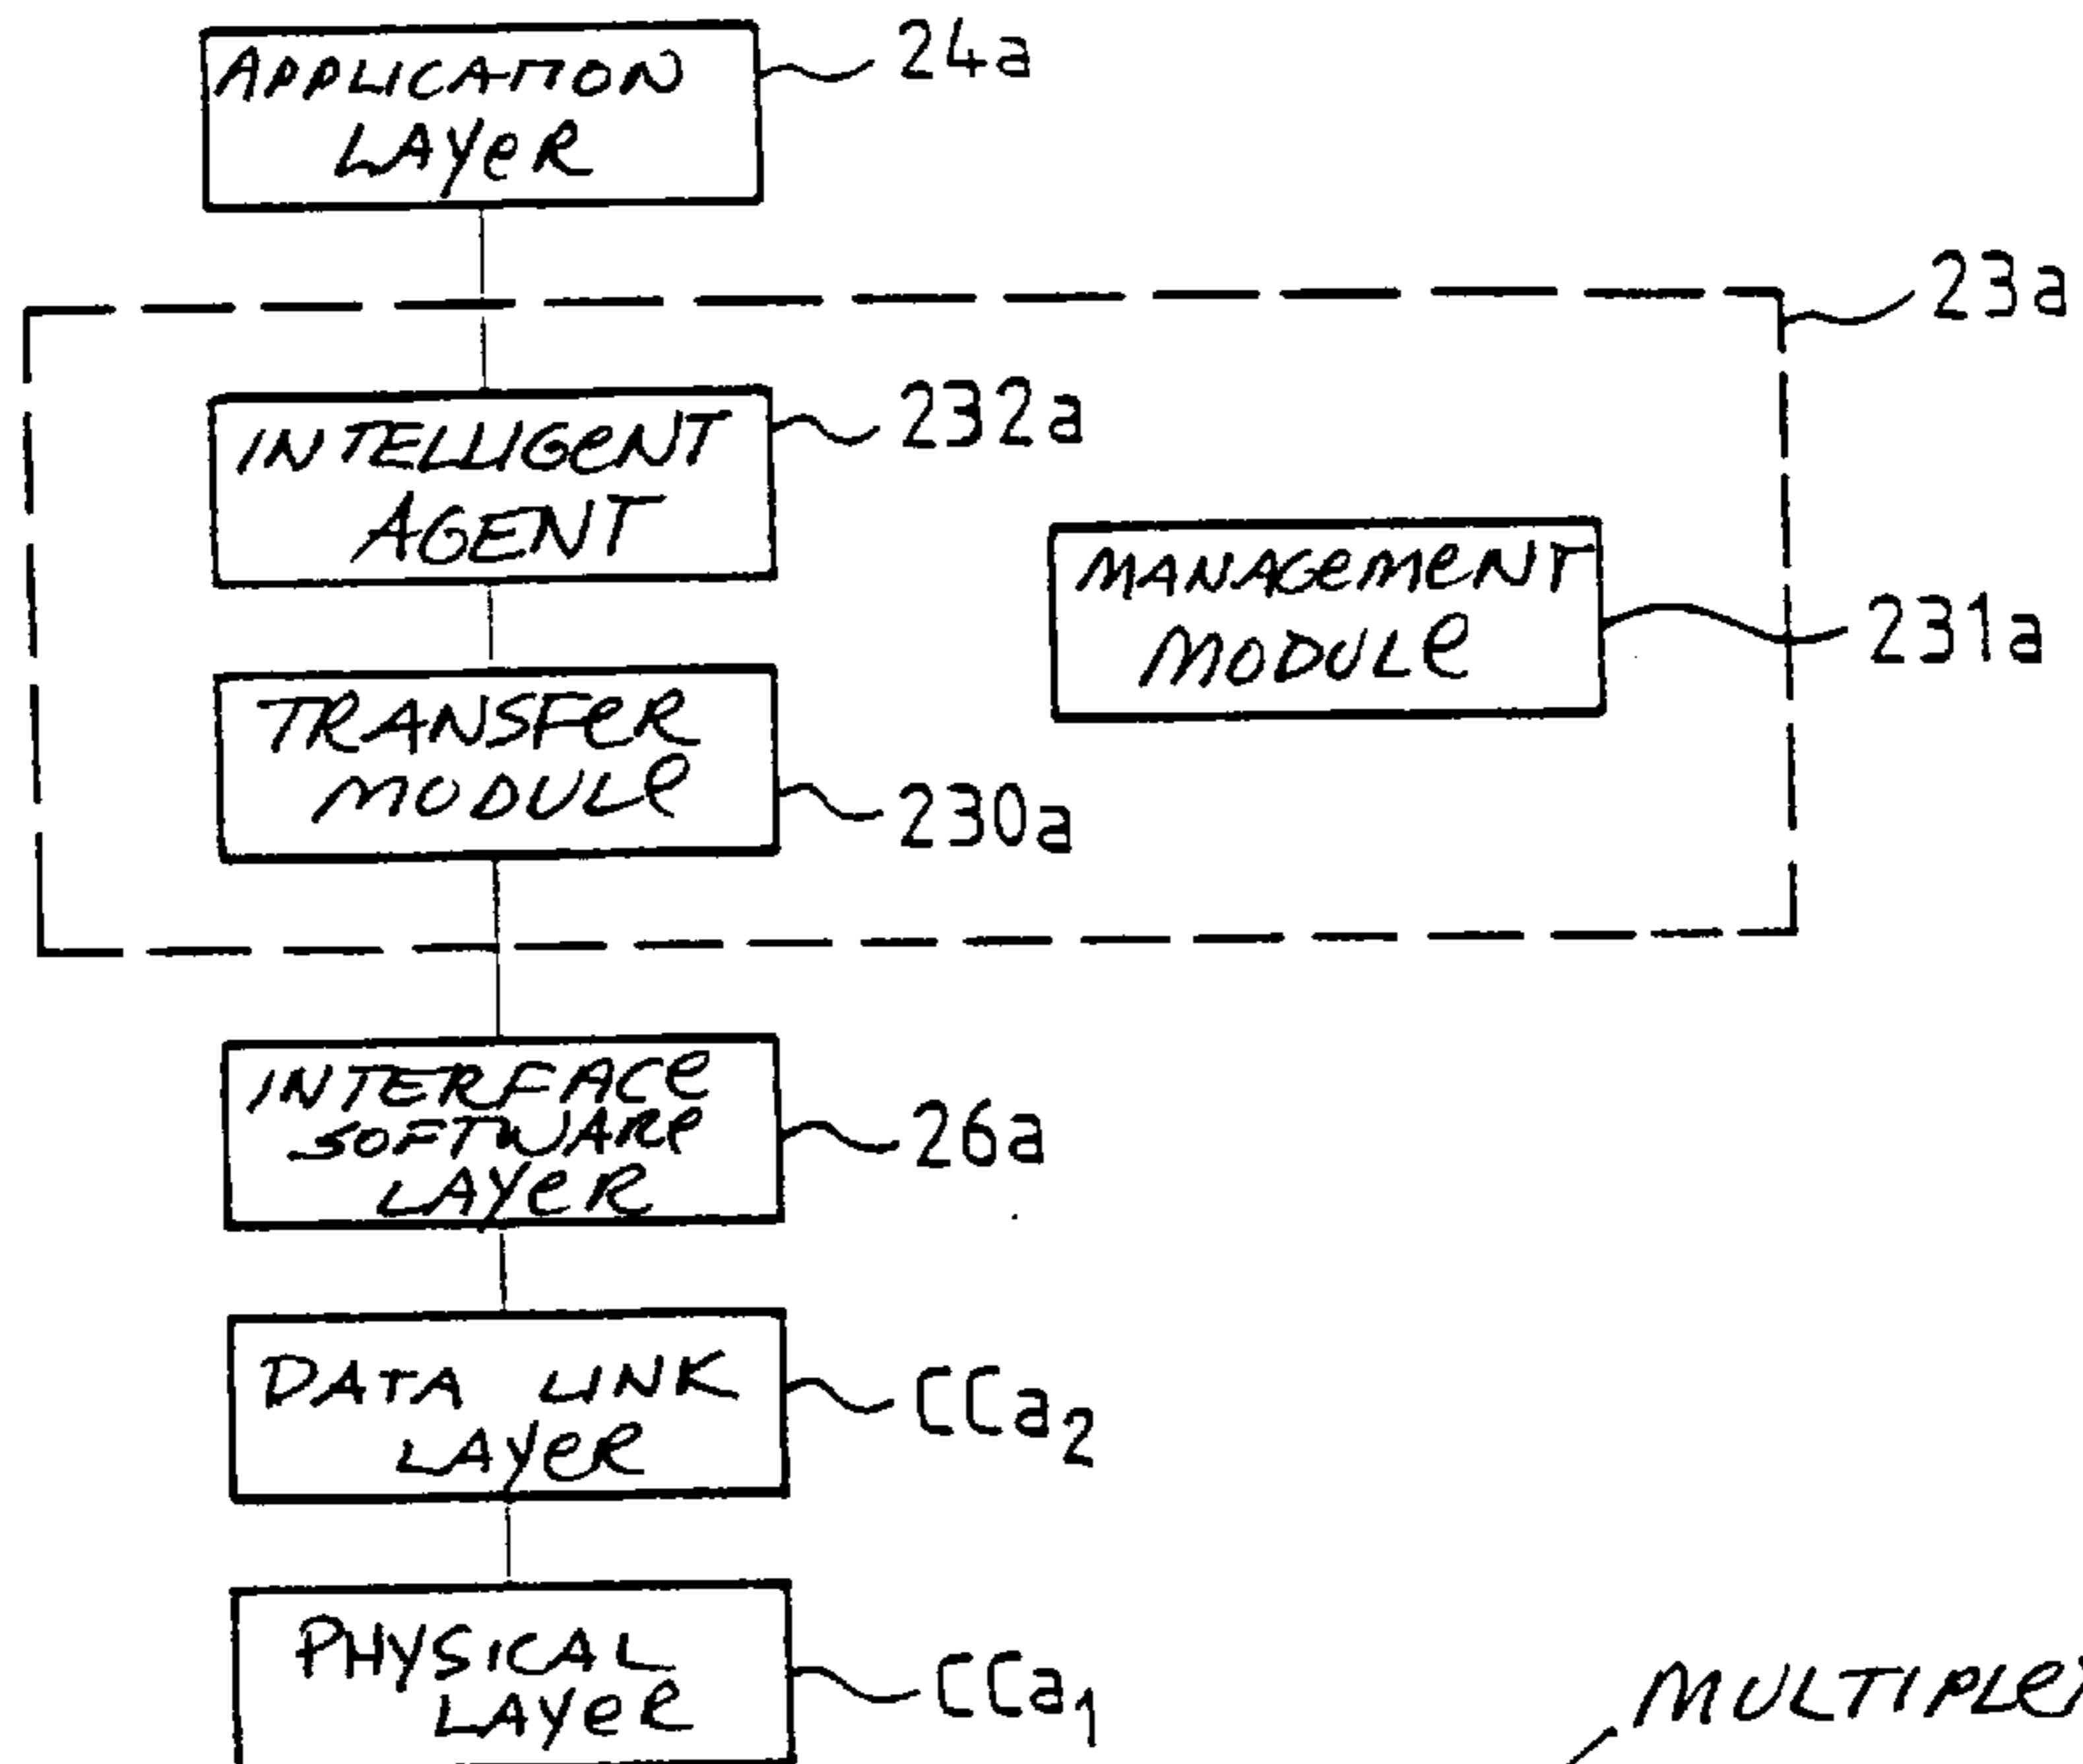 APPLICATION
LAYER
24a
23a
INTELLIGENT
AGENT
232a
MANAGEMENT
MODULE
231a
TRANSFER
MODULE
230a
INTERFACE
SOFTWARE
LAYER
26a
DATA LINK
LAYER
CCa2
PHYSICAL
LAYER
CCa1